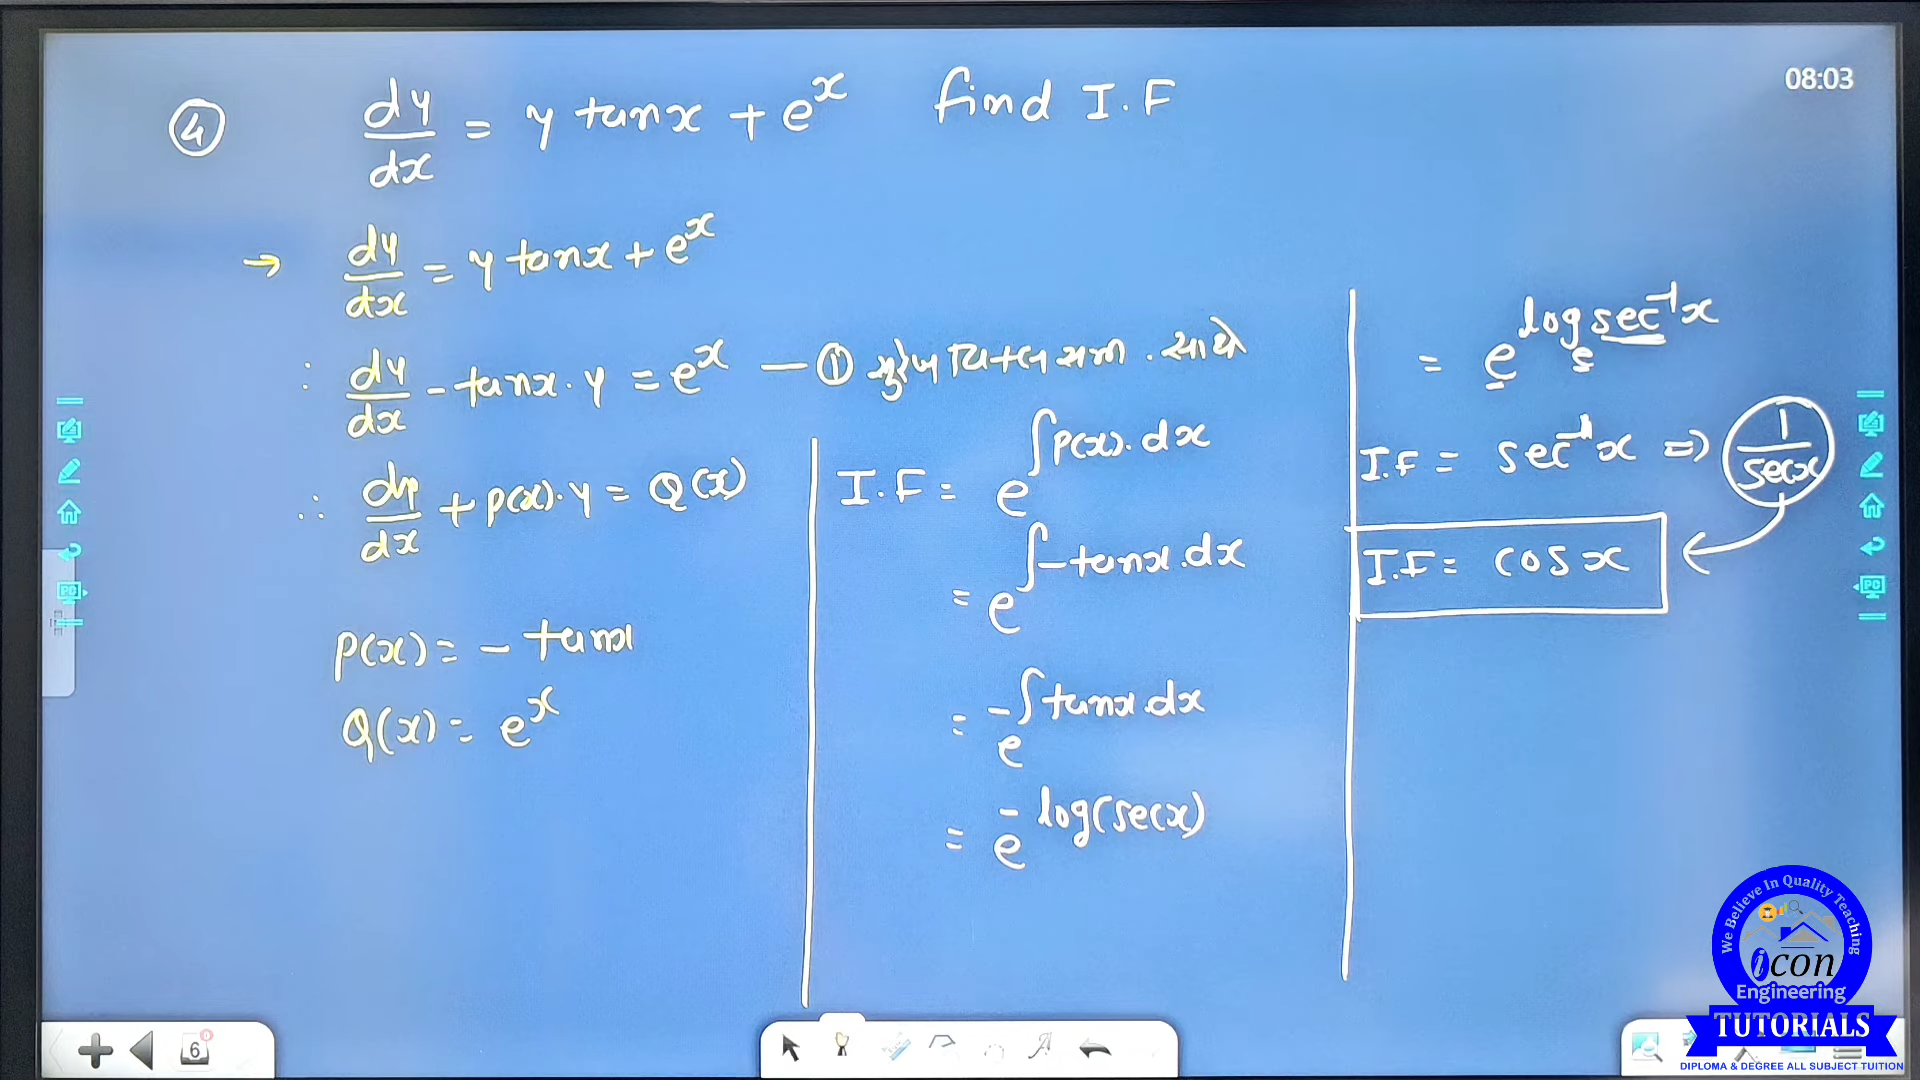 08:03
④ dy/dx = y tanx + e^x find I.F
→ dy/dx = y tanx + e^x
∴ dy/dx - tanx . y = e^x — ①
∴ dy/dx + p(x).y = Q(x)
p(x) = - tanx
Q(x) = e^x
I.F = e^∫p(x).dx
= e^∫-tanx.dx
= e^-∫tanx.dx
= e^-log(secx)
= e^log_e sec⁻¹x
I.F = sec⁻¹x ⇒ 1/secx
I.F = cosx
6
We Believe In Quality Teaching
icon
Engineering
TUTORIALS
DIPLOMA & DEGREE ALL SUBJECT TUITION